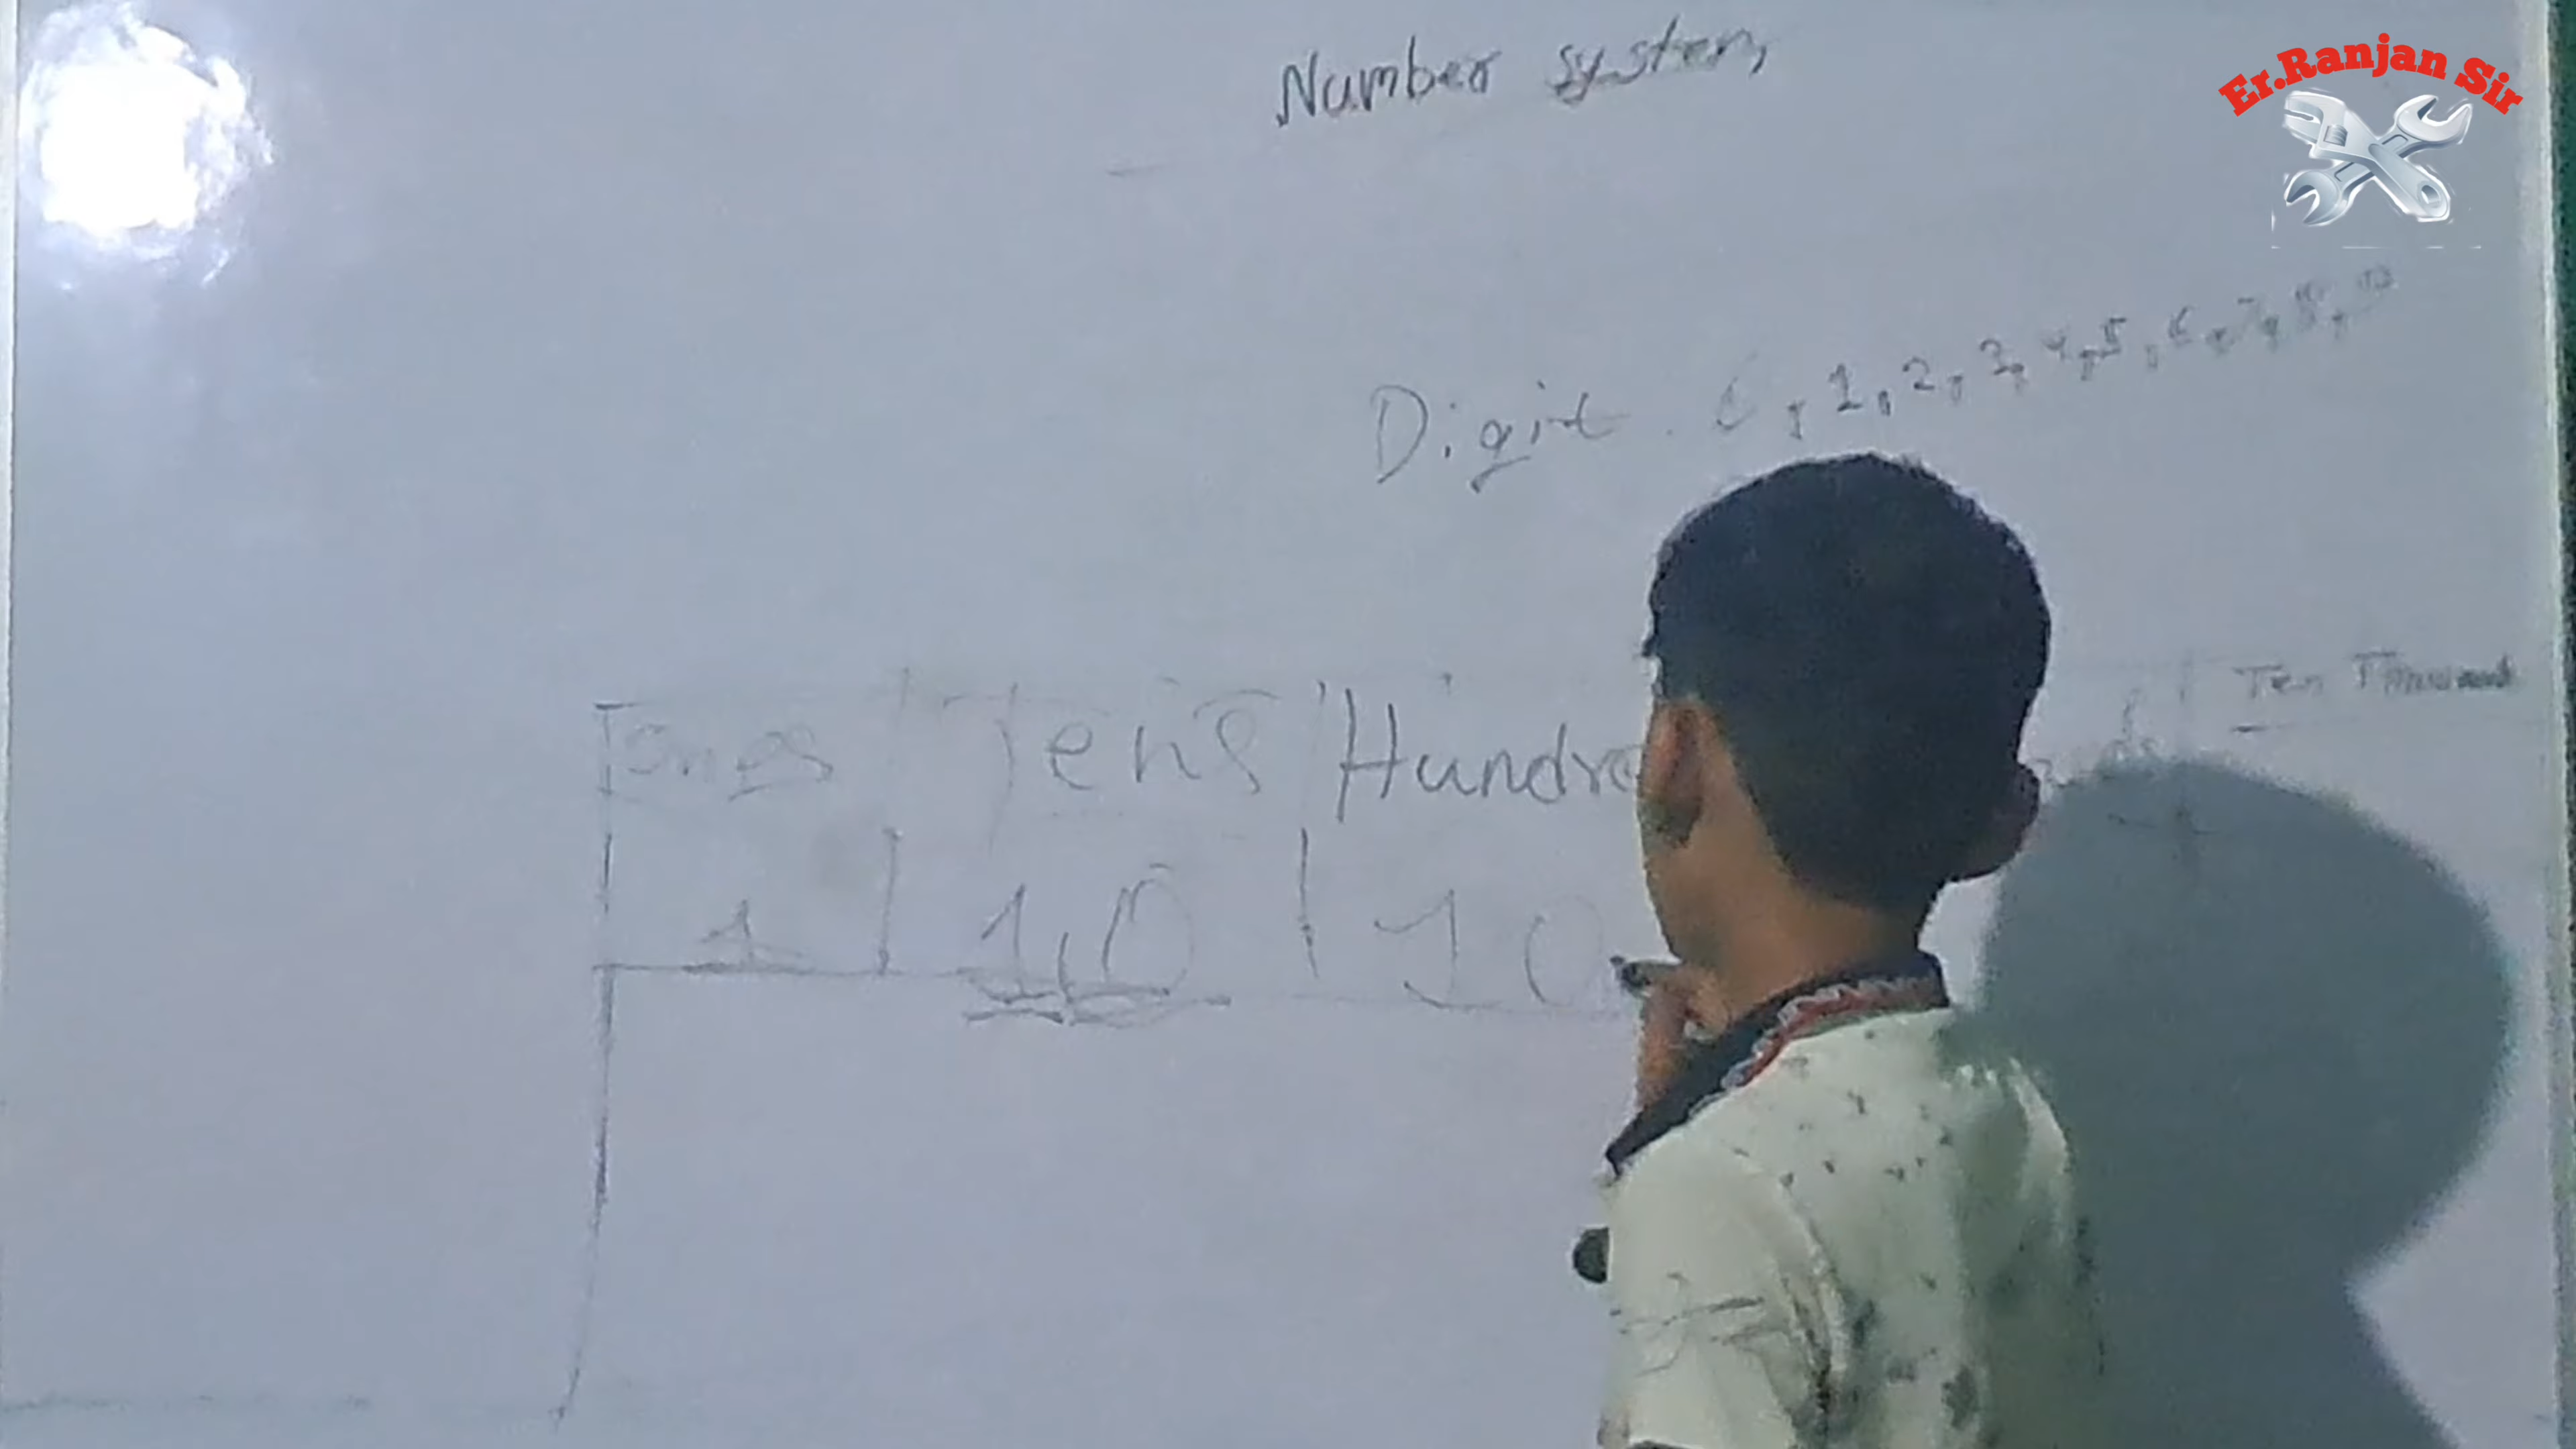 Number system
Er.Ranjan Sir
Digit 0, 1, 2, 3, 4, 5, 6, 7, 8, 9
Ones Tens Hundre Ten Thousand
1 10 10